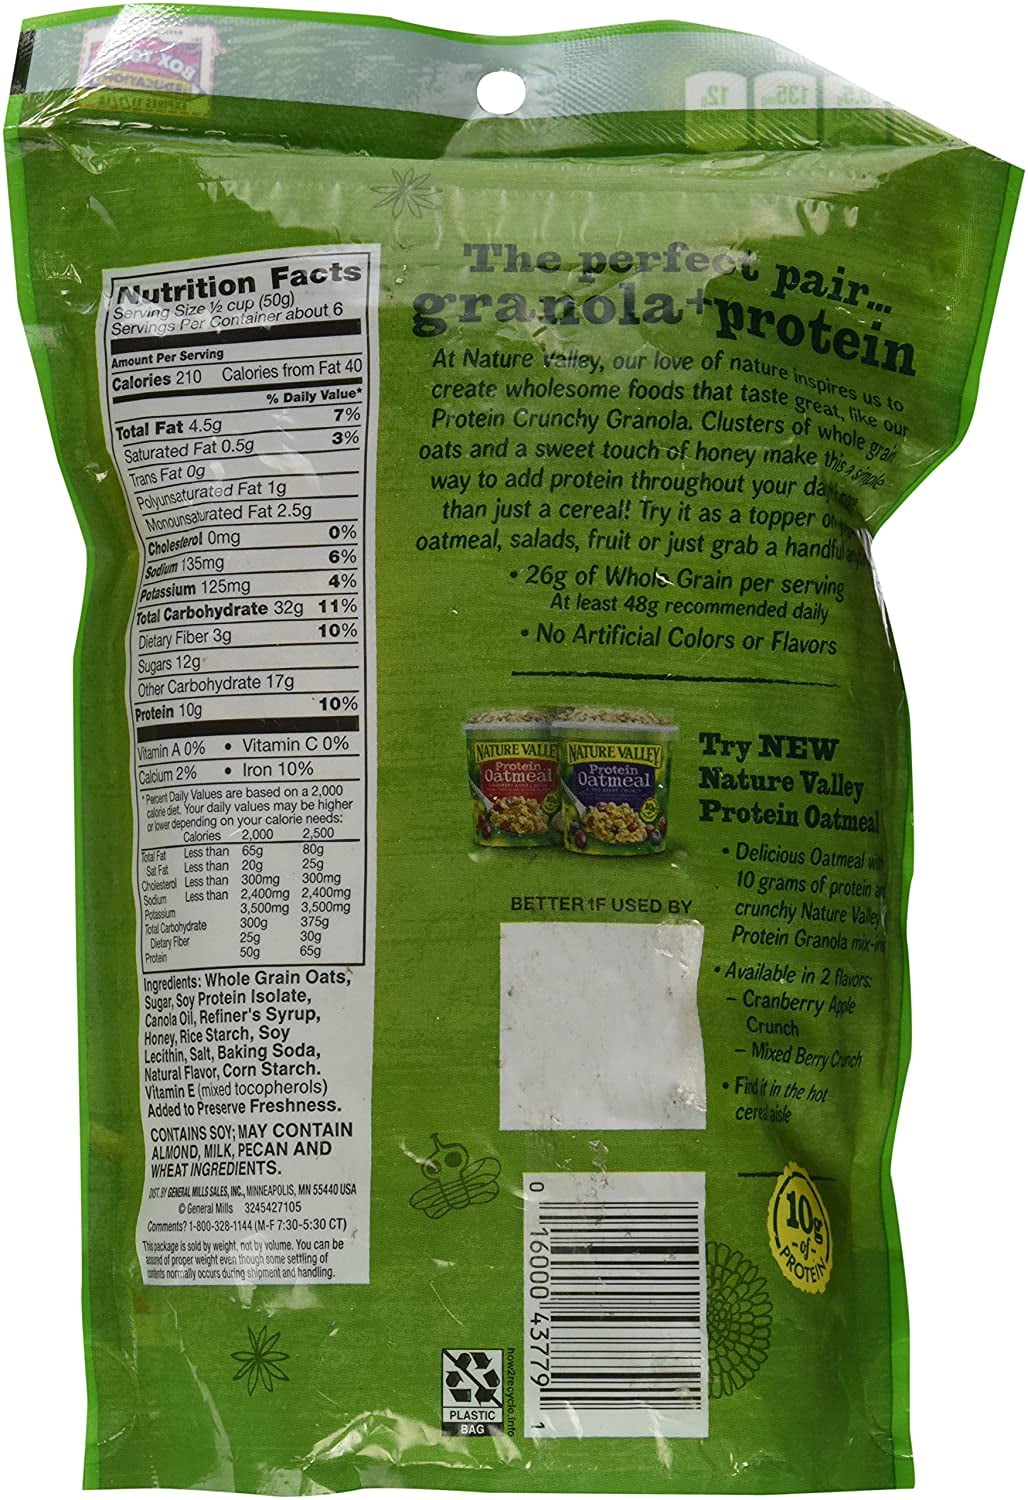 BOX TOPS
EDUCATION
12g
135mg
0.5g
Nutrition Facts
Serving Size ½ cup (50g)
Servings Per Container about 6
Amount Per Serving
Calories 210 Calories from Fat 40
% Daily Value*
Total Fat 4.5g 7%
Saturated Fat 0.5g 3%
Trans Fat 0g
Polyunsaturated Fat 1g
Monounsaturated Fat 2.5g
Cholesterol 0mg 0%
Sodium 135mg 6%
Potassium 125mg 4%
Total Carbohydrate 32g 11%
Dietary Fiber 3g 10%
Sugars 12g
Other Carbohydrate 17g
Protein 10g 10%
Vitamin A 0% • Vitamin C 0%
Calcium 2% • Iron 10%
*Percent Daily Values are based on a 2,000
calorie diet. Your daily values may be higher
or lower depending on your calorie needs:
Calories 2,000 2,500
Total Fat Less than 65g 80g
Sat Fat Less than 20g 25g
Cholesterol Less than 300mg 300mg
Sodium Less than 2,400mg 2,400mg
Potassium 3,500mg 3,500mg
Total Carbohydrate 300g 375g
Dietary Fiber 25g 30g
Protein 50g 65g
Ingredients: Whole Grain Oats,
Sugar, Soy Protein Isolate,
Canola Oil, Refiner's Syrup,
Honey, Rice Starch, Soy
Lecithin, Salt, Baking Soda,
Natural Flavor, Corn Starch.
Vitamin E (mixed tocopherols)
Added to Preserve Freshness.
CONTAINS SOY; MAY CONTAIN
ALMOND, MILK, PECAN AND
WHEAT INGREDIENTS.
DIST. BY GENERAL MILLS SALES, INC., MINNEAPOLIS, MN 55440 USA
© General Mills 3245427105
Comments? 1-800-328-1144 (M-F 7:30-5:30 CT)
This package is sold by weight, not by volume. You can be
assured of proper weight even though some settling of
contents normally occurs during shipment and handling.
The perfect pair...
granola+protein
At Nature Valley, our love of nature inspires us to
create wholesome foods that taste great, like our
Protein Crunchy Granola. Clusters of whole grain
oats and a sweet touch of honey make this a simple
way to add protein throughout your day
than just a cereal! Try it as a topper on
oatmeal, salads, fruit or just grab a handful
• 26g of Whole Grain per serving
At least 48g recommended daily
• No Artificial Colors or Flavors
NATURE VALLEY
Protein
Oatmeal
NATURE VALLEY
Protein
Oatmeal
Try NEW
Nature Valley
Protein Oatmeal
• Delicious Oatmeal with
10 grams of protein
crunchy Nature Valley
Protein Granola mix-ins
• Available in 2 flavors:
– Cranberry Apple
Crunch
– Mixed Berry Crunch
• Find it in the hot
cereal aisle
BETTER IF USED BY
10g
-of-
PROTEIN
0 16000 43779 1
how2recycle.info
PLASTIC
BAG